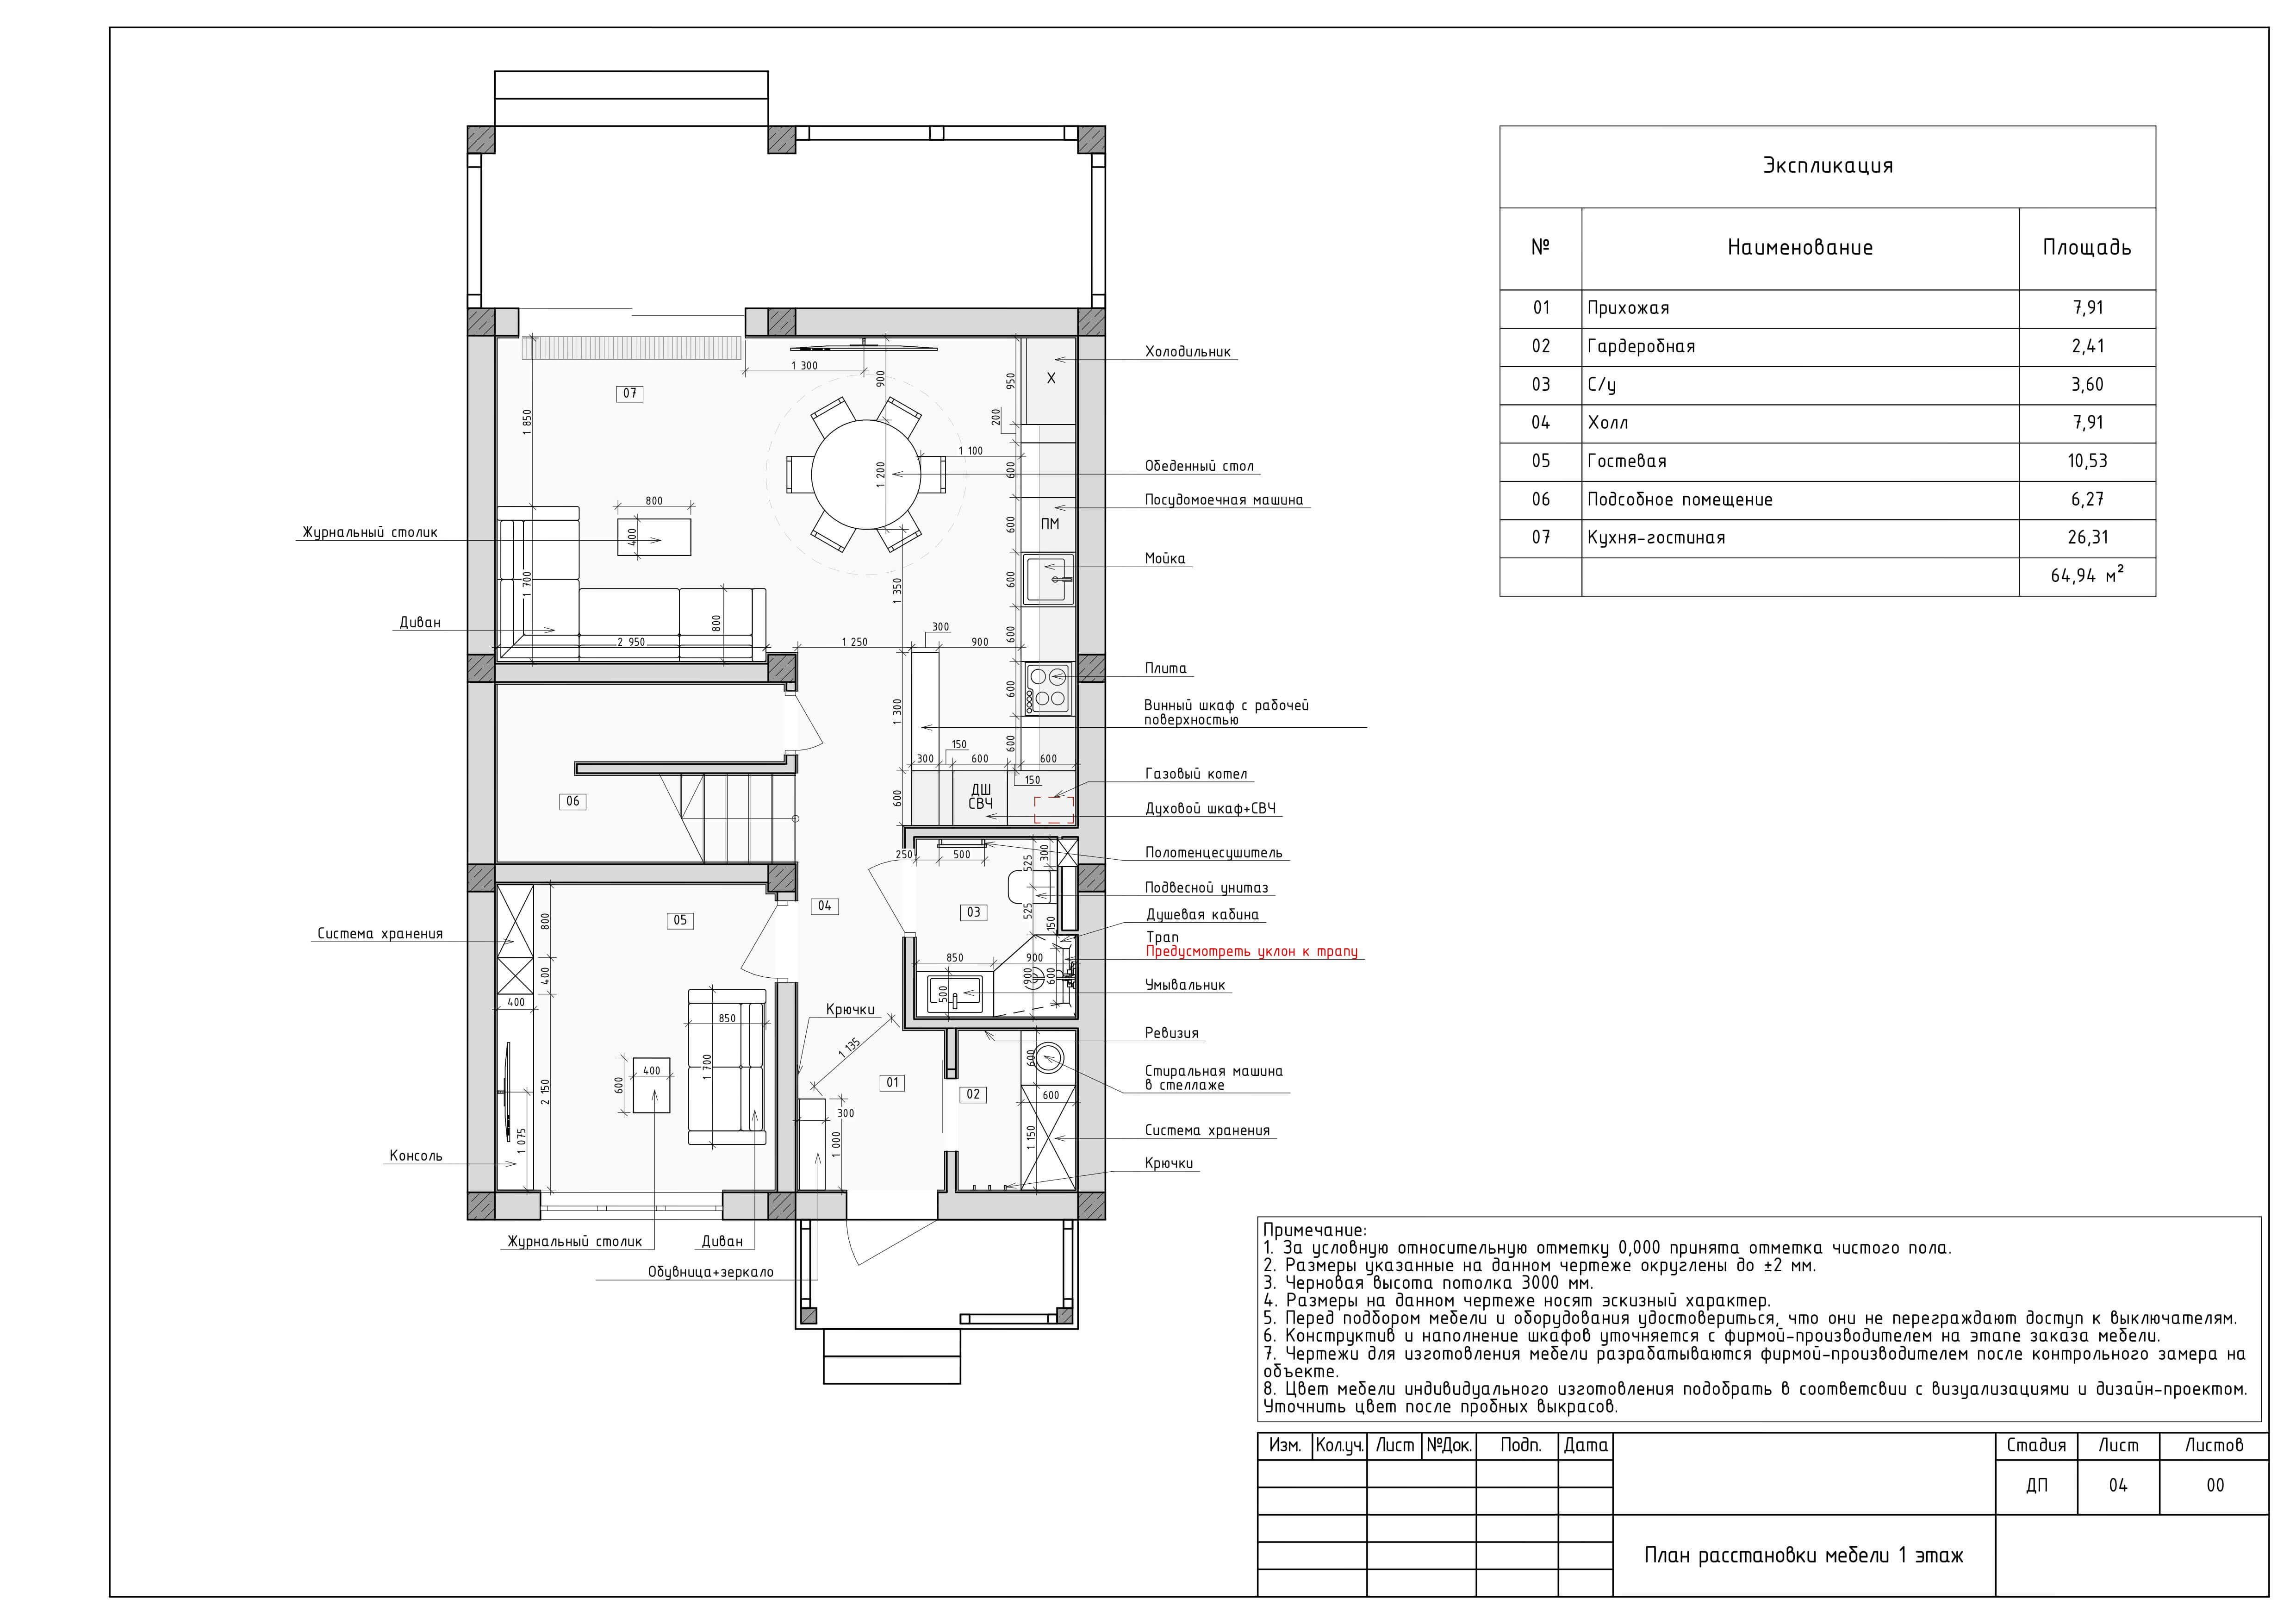 Экспликация
№ Наименование Площадь
01 Прихожая 7,91
02 Гардеробная 2,41
03 С/у 3,60
04 Холл 7,91
05 Гостевая 10,53
06 Подсобное помещение 6,27
07 Кухня-гостиная 26,31
64,94 м²
Холодильник
Обеденный стол
Посудомоечная машина
Мойка
Плита
Винный шкаф с рабочей
поверхностью
Газовый котел
Духовой шкаф+СВЧ
Полотенцесушитель
Подвесной унитаз
Душевая кабина
Трап
Предусмотреть уклон к трапу
Умывальник
Ревизия
Стиральная машина
в стеллаже
Система хранения
Крючки
Журнальный столик
Диван
Система хранения
Консоль
Журнальный столик
Диван
Обувница+зеркало
Крючки
07
1 300
900
950
Х
1 850
200
1 100
600
1 200
800
400
600
ПМ
1 700
1 350
600
800
600
2 950
1 250
300
900
600
1 300
150
600
300
600
600
150
600
ДШ
СВЧ
06
250
500
525
300
04
03
525
150
05
800
400
400
850
900
900
600
500
850
1 135
1 700
400
600
2 150
1 075
01
02
300
1 000
600
600
1 150
Примечание:
1. За условную относительную отметку 0,000 принята отметка чистого пола.
2. Размеры указанные на данном чертеже округлены до ±2 мм.
3. Черновая высота потолка 3000 мм.
4. Размеры на данном чертеже носят эскизный характер.
5. Перед подбором мебели и оборудования удостовериться, что они не переграждают доступ к выключателям.
6. Конструктив и наполнение шкафов уточняется с фирмой-производителем на этапе заказа мебели.
7. Чертежи для изготовления мебели разрабатываются фирмой-производителем после контрольного замера на
объекте.
8. Цвет мебели индивидуального изготовления подобрать в соответсвии с визуализациями и дизайн-проектом.
Уточнить цвет после пробных выкрасов.
Изм. Кол.уч. Лист №Док. Подп. Дата
Стадия Лист Листов
ДП 04 00
План расстановки мебели 1 этаж